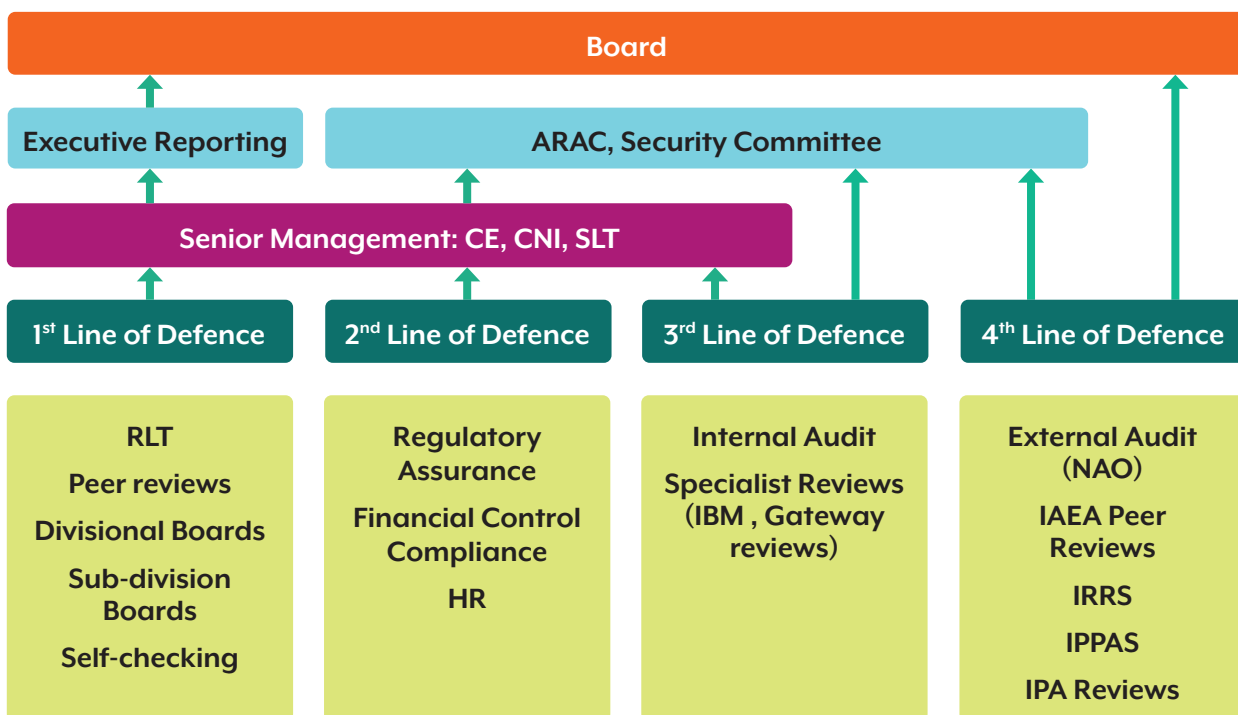 Board
Executive Reporting
ARAC, Security Committee
Senior Management: CE, CNI, SLT
1st Line of Defence
2nd Line of Defence
3rd Line of Defence
4th Line of Defence
RLT
Peer reviews
Divisional Boards
Sub-division
Boards
Self-checking
Regulatory
Assurance
Financial Control
Compliance
HR
Internal Audit
Specialist Reviews
(IBM , Gateway
reviews)
External Audit
(NAO)
IAEA Peer
Reviews
IRRS
IPPAS
IPA Reviews